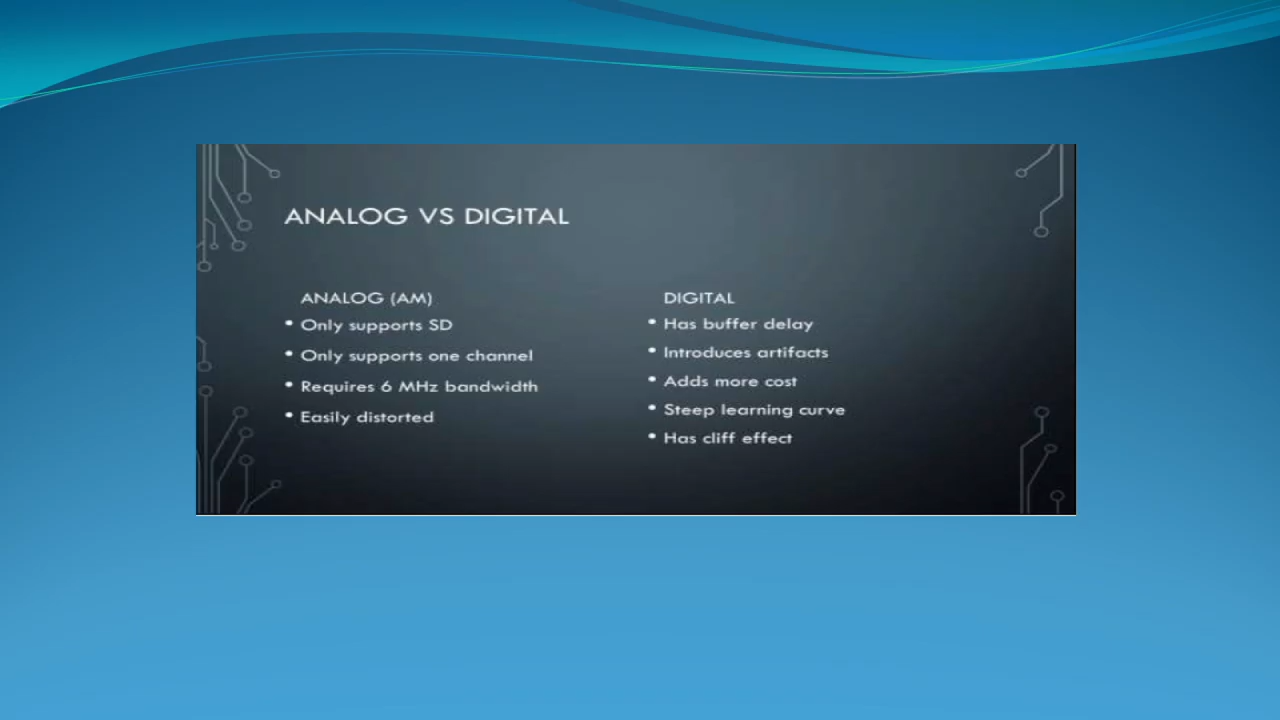 ANALOG VS DIGITAL
ANALOG (AM)
• Only supports SD
• Only supports one channel
• Requires 6 MHz bandwidth
• Easily distorted
DIGITAL
• Has buffer delay
• Introduces artifacts
• Adds more cost
• Steep learning curve
• Has cliff effect